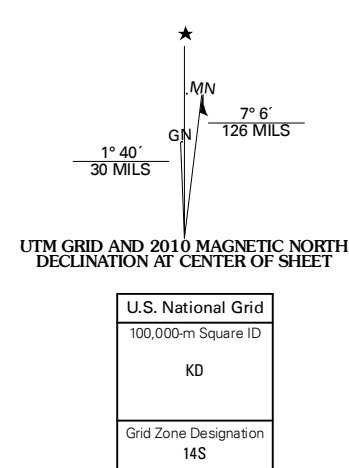 MN
7° 6´
126 MILS
GN
1° 40´
30 MILS
UTM GRID AND 2010 MAGNETIC NORTH
DECLINATION AT CENTER OF SHEET
U.S. National Grid
100,000-m Square ID
KD
Grid Zone Designation
14S